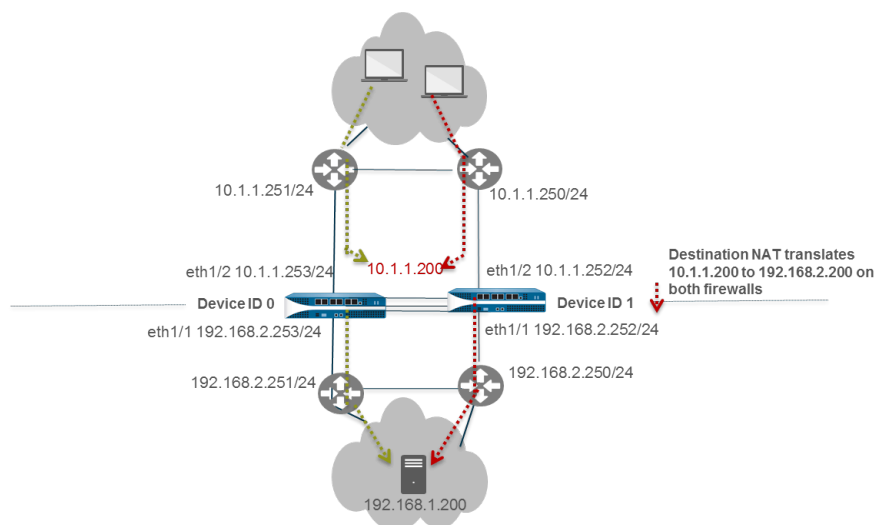 10.1.1.251/24
10.1.1.250/24
eth1/2 10.1.1.253/24
10.1.1.200
eth1/2 10.1.1.252/24
Destination NAT translates
10.1.1.200 to 192.168.2.200 on
both firewalls
Device ID 0
Device ID 1
eth1/1 192.168.2.253/24
eth1/1 192.168.2.252/24
192.168.2.251/24
192.168.2.250/24
192.168.1.200